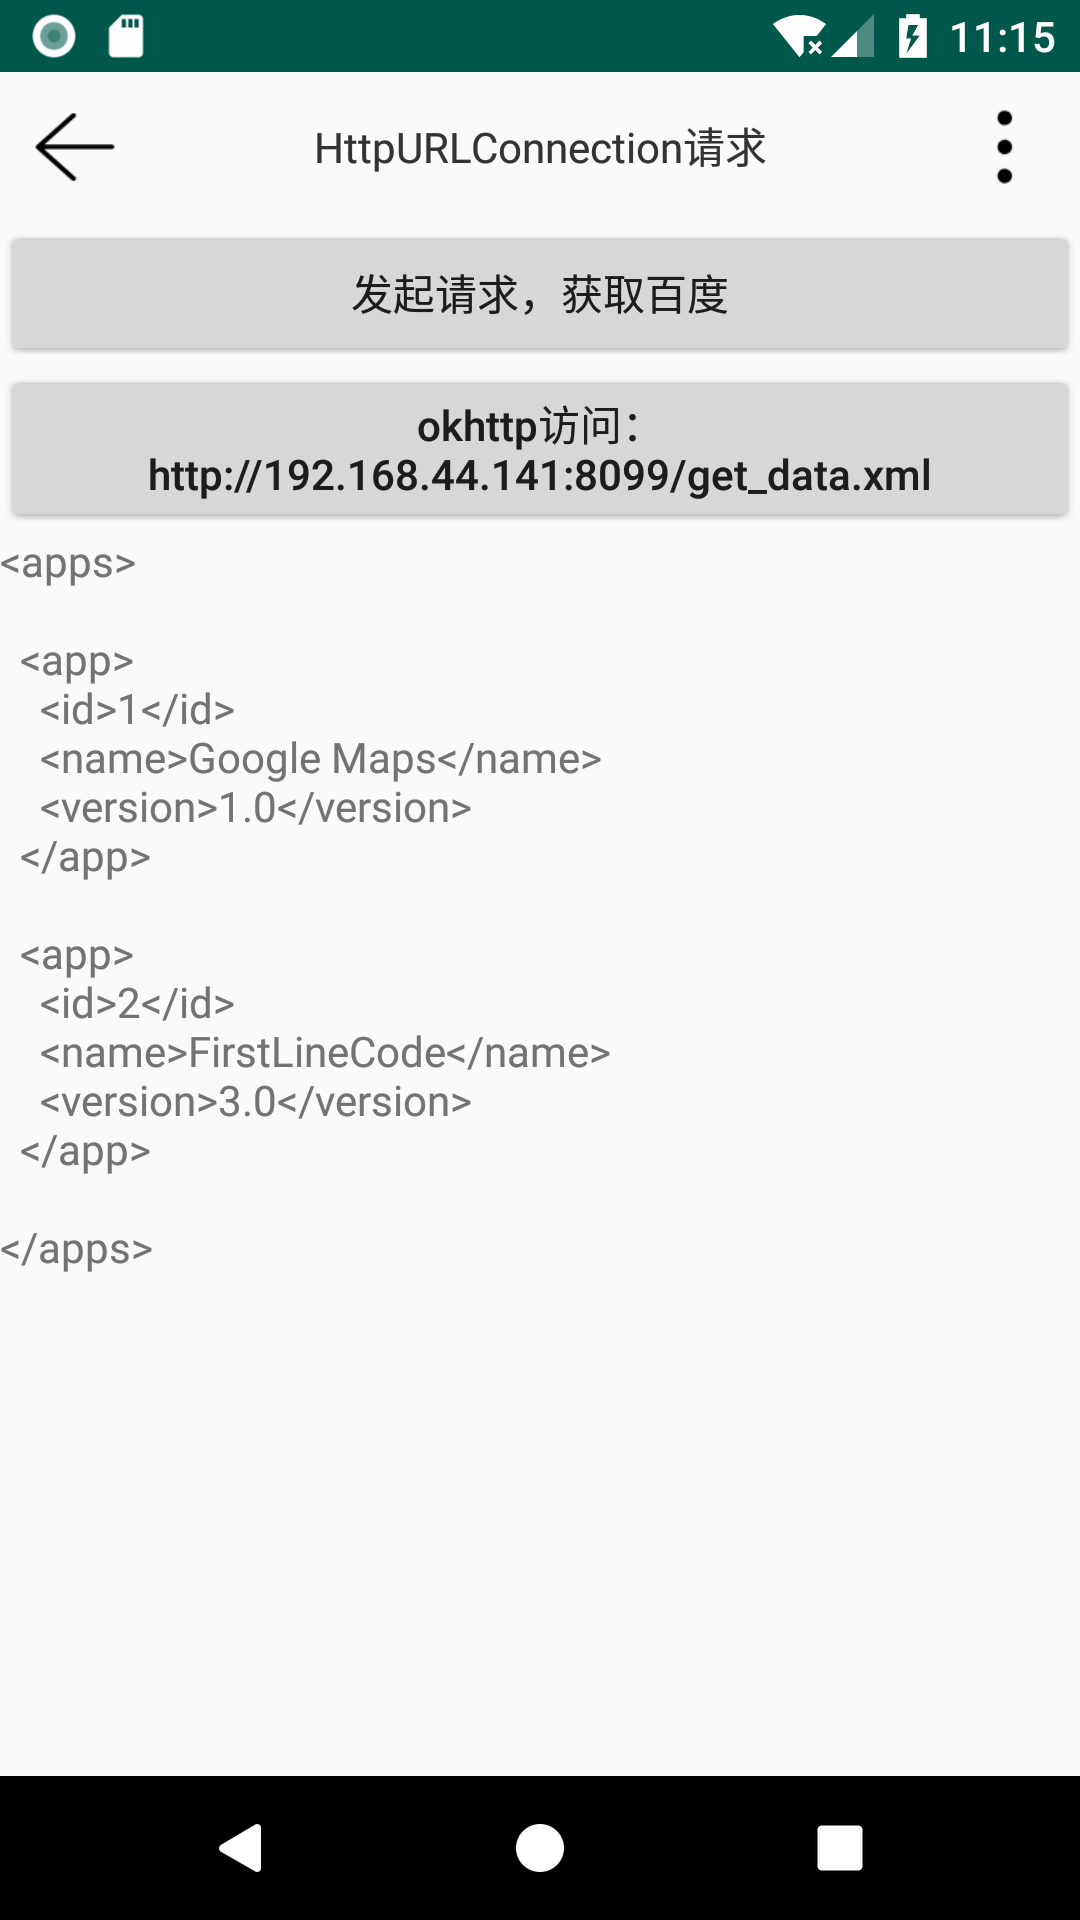 11:15
HttpURLConnection请求
发起请求，获取百度
okhttp访问：
http://192.168.44.141:8099/get_data.xml
<apps>
<app>
<id>1</id>
<name>Google Maps</name>
<version>1.0</version>
</app>
<app>
<id>2</id>
<name>FirstLineCode</name>
<version>3.0</version>
</app>
</apps>